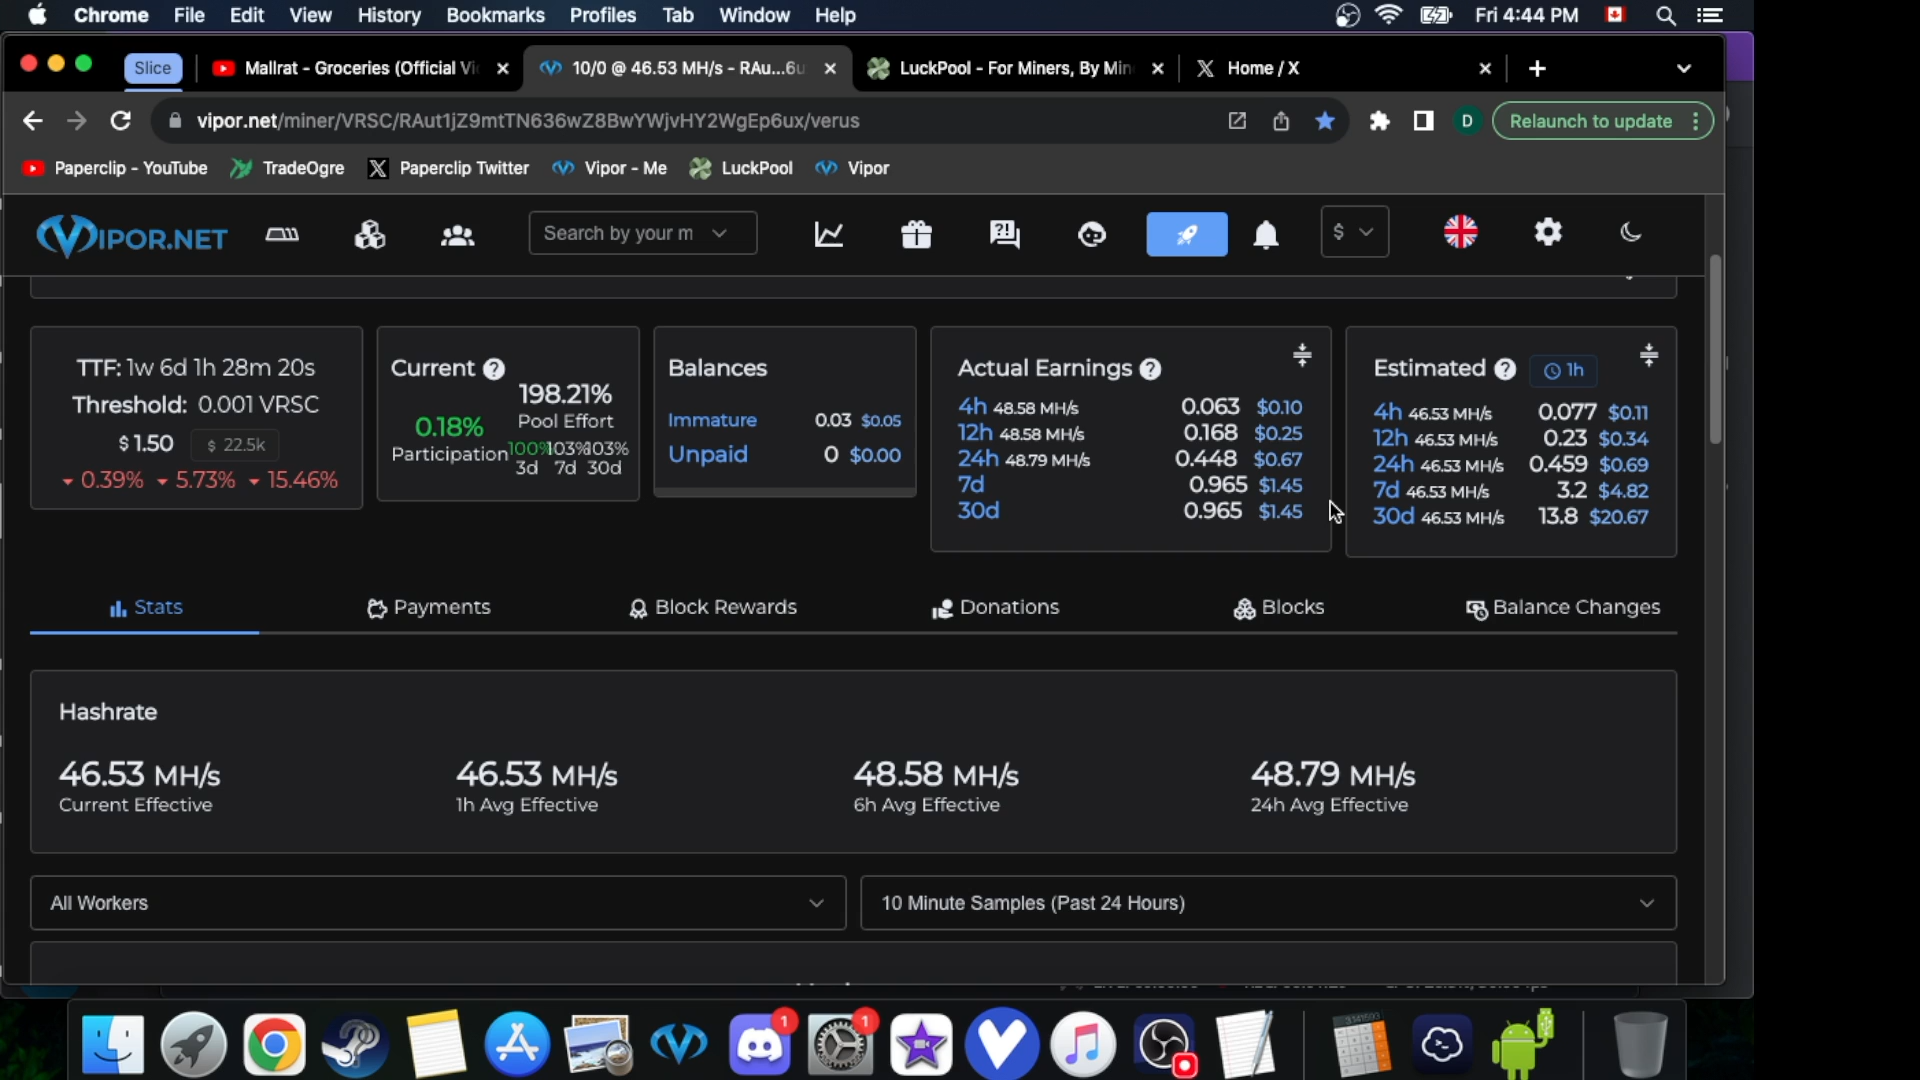 Chrome File Edit View History Bookmarks Profiles Tab Window Help Fri 4:44 PM
Slice Mallrat - Groceries (Official Vi 10/0 @ 46.53 MH/s - RAu...6u LuckPool - For Miners, By Min Home / X
vipor.net/miner/VRSC/RAut1jZ9mtTN636wZ8BwYWjvHY2WgEp6ux/verus D Relaunch to update
Paperclip - YouTube TradeOgre Paperclip Twitter Vipor - Me LuckPool Vipor
VIPOR.NET Search by your m $
TTF: 1w 6d 1h 28m 20s
Threshold: 0.001 VRSC
$ 1.50 $ 22.5k
0.39% 5.73% 15.46%
Current
198.21%
Pool Effort
0.18%
Participation
100% 103% 103%
3d 7d 30d
Balances
Immature 0.03 $0.05
Unpaid 0 $0.00
Actual Earnings
4h 48.58 MH/s 0.063 $0.10
12h 48.58 MH/s 0.168 $0.25
24h 48.79 MH/s 0.448 $0.67
7d 0.965 $1.45
30d 0.965 $1.45
Estimated 1h
4h 46.53 MH/s 0.077 $0.11
12h 46.53 MH/s 0.23 $0.34
24h 46.53 MH/s 0.459 $0.69
7d 46.53 MH/s 3.2 $4.82
30d 46.53 MH/s 13.8 $20.67
Stats Payments Block Rewards Donations Blocks Balance Changes
Hashrate
46.53 MH/s 46.53 MH/s 48.58 MH/s 48.79 MH/s
Current Effective 1h Avg Effective 6h Avg Effective 24h Avg Effective
All Workers 10 Minute Samples (Past 24 Hours)
1 1